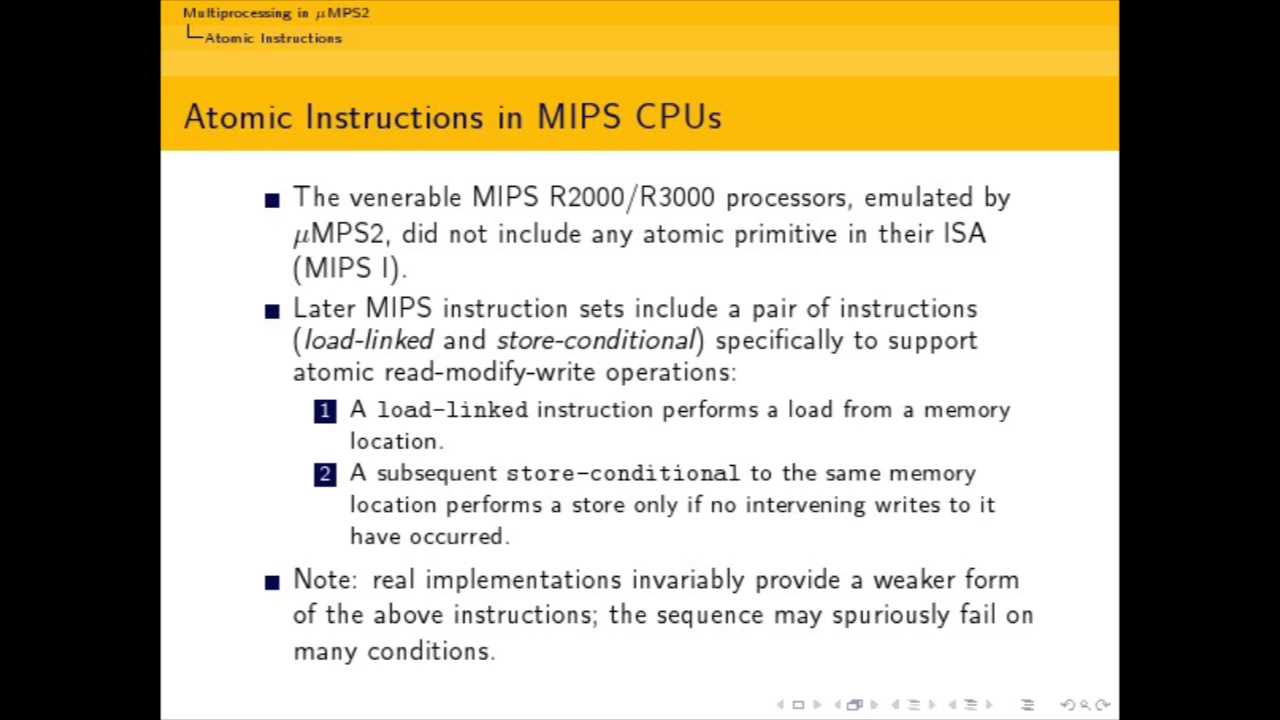 Multiprocessing in μMPS2
Atomic Instructions
Atomic Instructions in MIPS CPUs
The venerable MIPS R2000/R3000 processors, emulated by
μMPS2, did not include any atomic primitive in their ISA
(MIPS I).
Later MIPS instruction sets include a pair of instructions
(load-linked and store-conditional) specifically to support
atomic read-modify-write operations:
1 A load-linked instruction performs a load from a memory
location.
2 A subsequent store-conditional to the same memory
location performs a store only if no intervening writes to it
have occurred.
Note: real implementations invariably provide a weaker form
of the above instructions; the sequence may spuriously fail on
many conditions.